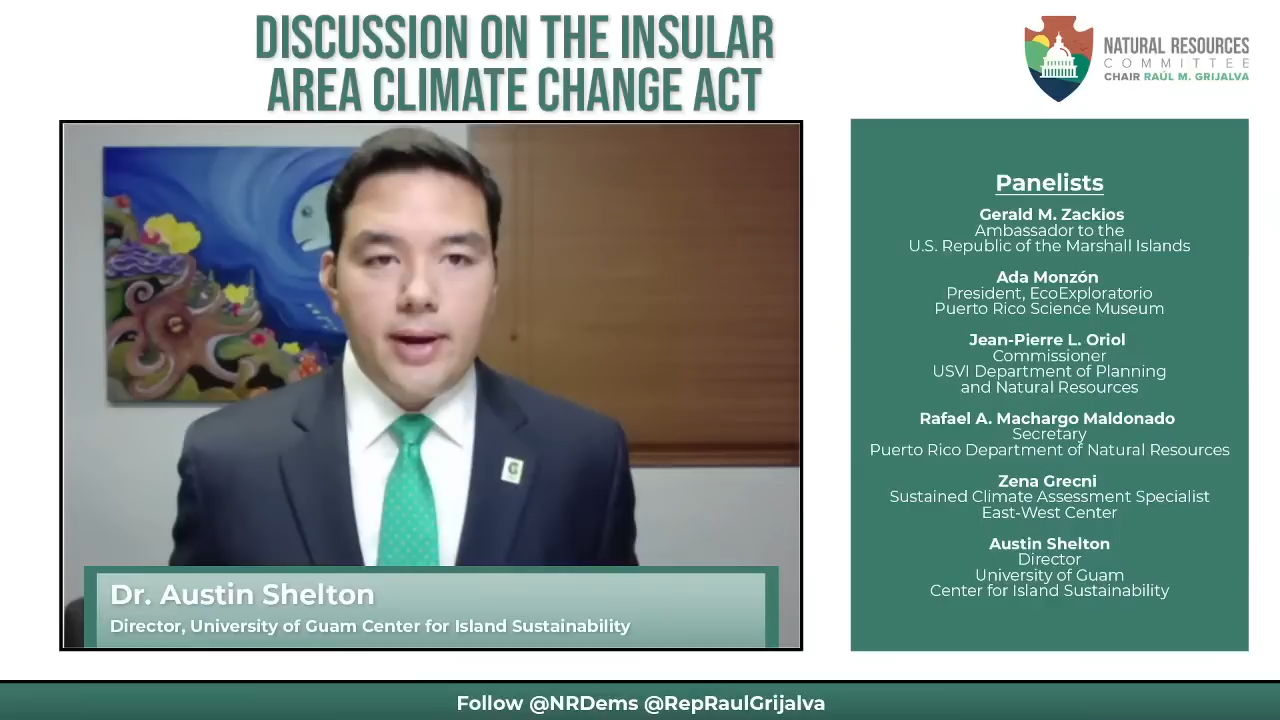 DISCUSSION ON THE INSULAR
AREA CLIMATE CHANGE ACT
NATURAL RESOURCES
COMMITTEE
CHAIR RAÚL M. GRIJALVA
Dr. Austin Shelton
Director, University of Guam Center for Island Sustainability
Panelists
Gerald M. Zackios
Ambassador to the
U.S. Republic of the Marshall Islands
Ada Monzón
President, EcoExploratorio
Puerto Rico Science Museum
Jean-Pierre L. Oriol
Commissioner
USVI Department of Planning
and Natural Resources
Rafael A. Machargo Maldonado
Secretary
Puerto Rico Department of Natural Resources
Zena Grecni
Sustained Climate Assessment Specialist
East-West Center
Austin Shelton
Director
University of Guam
Center for Island Sustainability
Follow @NRDems @RepRaulGrijalva